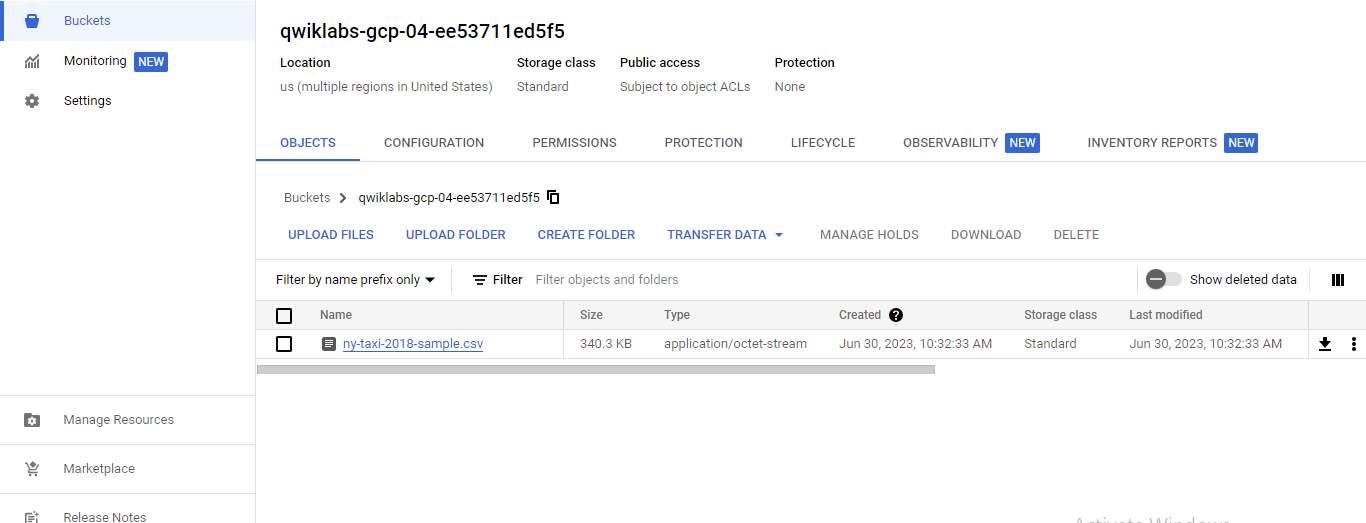 Buckets
Monitoring NEW
Settings
Manage Resources
Marketplace
Release Notes
qwiklabs-gcp-04-ee53711ed5f5
Location Storage class Public access Protection
us (multiple regions in United States) Standard Subject to object ACLs None
OBJECTS CONFIGURATION PERMISSIONS PROTECTION LIFECYCLE OBSERVABILITY NEW INVENTORY REPORTS NEW
Buckets qwiklabs-gcp-04-ee53711ed5f5
UPLOAD FILES UPLOAD FOLDER CREATE FOLDER TRANSFER DATA MANAGE HOLDS DOWNLOAD DELETE
Filter by name prefix only Filter Filter objects and folders Show deleted data
Name Size Type Created ? Storage class Last modified
ny-taxi-2018-sample.csv 340.3 KB application/octet-stream Jun 30, 2023, 10:32:33 AM Standard Jun 30, 2023, 10:32:33 AM
Activate Windows